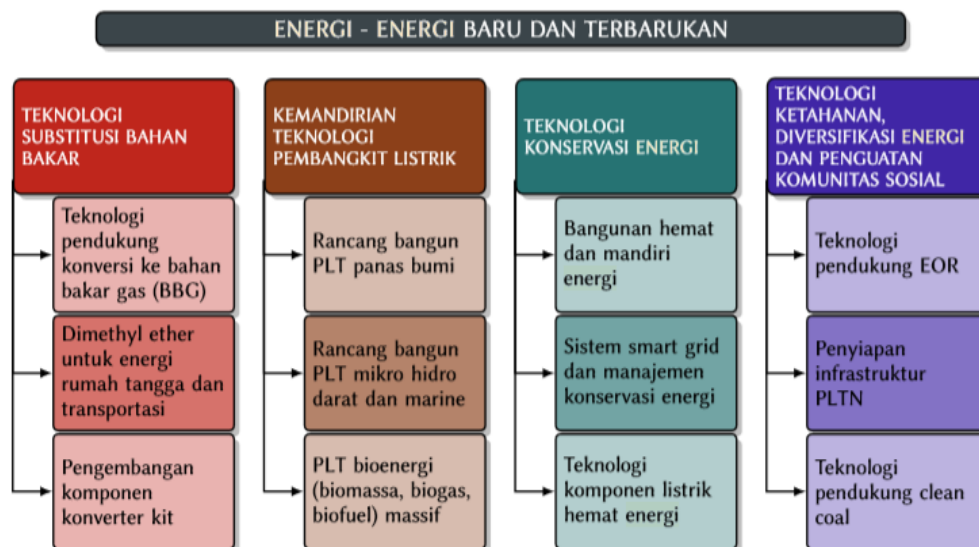 ENERGI - ENERGI BARU DAN TERBARUKAN
TEKNOLOGI
SUBSTITUSI BAHAN
BAKAR
Teknologi
pendukung
konversi ke bahan
bakar gas (BBG)
Dimethyl ether
untuk energi
rumah tangga dan
transportasi
Pengembangan
komponen
konverter kit
KEMANDIRIAN
TEKNOLOGI
PEMBANGKIT LISTRIK
Rancang bangun
PLT panas bumi
Rancang bangun
PLT mikro hidro
darat dan marine
PLT bioenergi
(biomassa, biogas,
biofuel) massif
TEKNOLOGI
KONSERVASI ENERGI
Bangunan hemat
dan mandiri
energi
Sistem smart grid
dan manajemen
konservasi energi
Teknologi
komponen listrik
hemat energi
TEKNOLOGI
KETAHANAN,
DIVERSIFIKASI ENERGI
DAN PENGUATAN
KOMUNITAS SOSIAL
Teknologi
pendukung EOR
Penyiapan
infrastruktur
PLTN
Teknologi
pendukung clean
coal